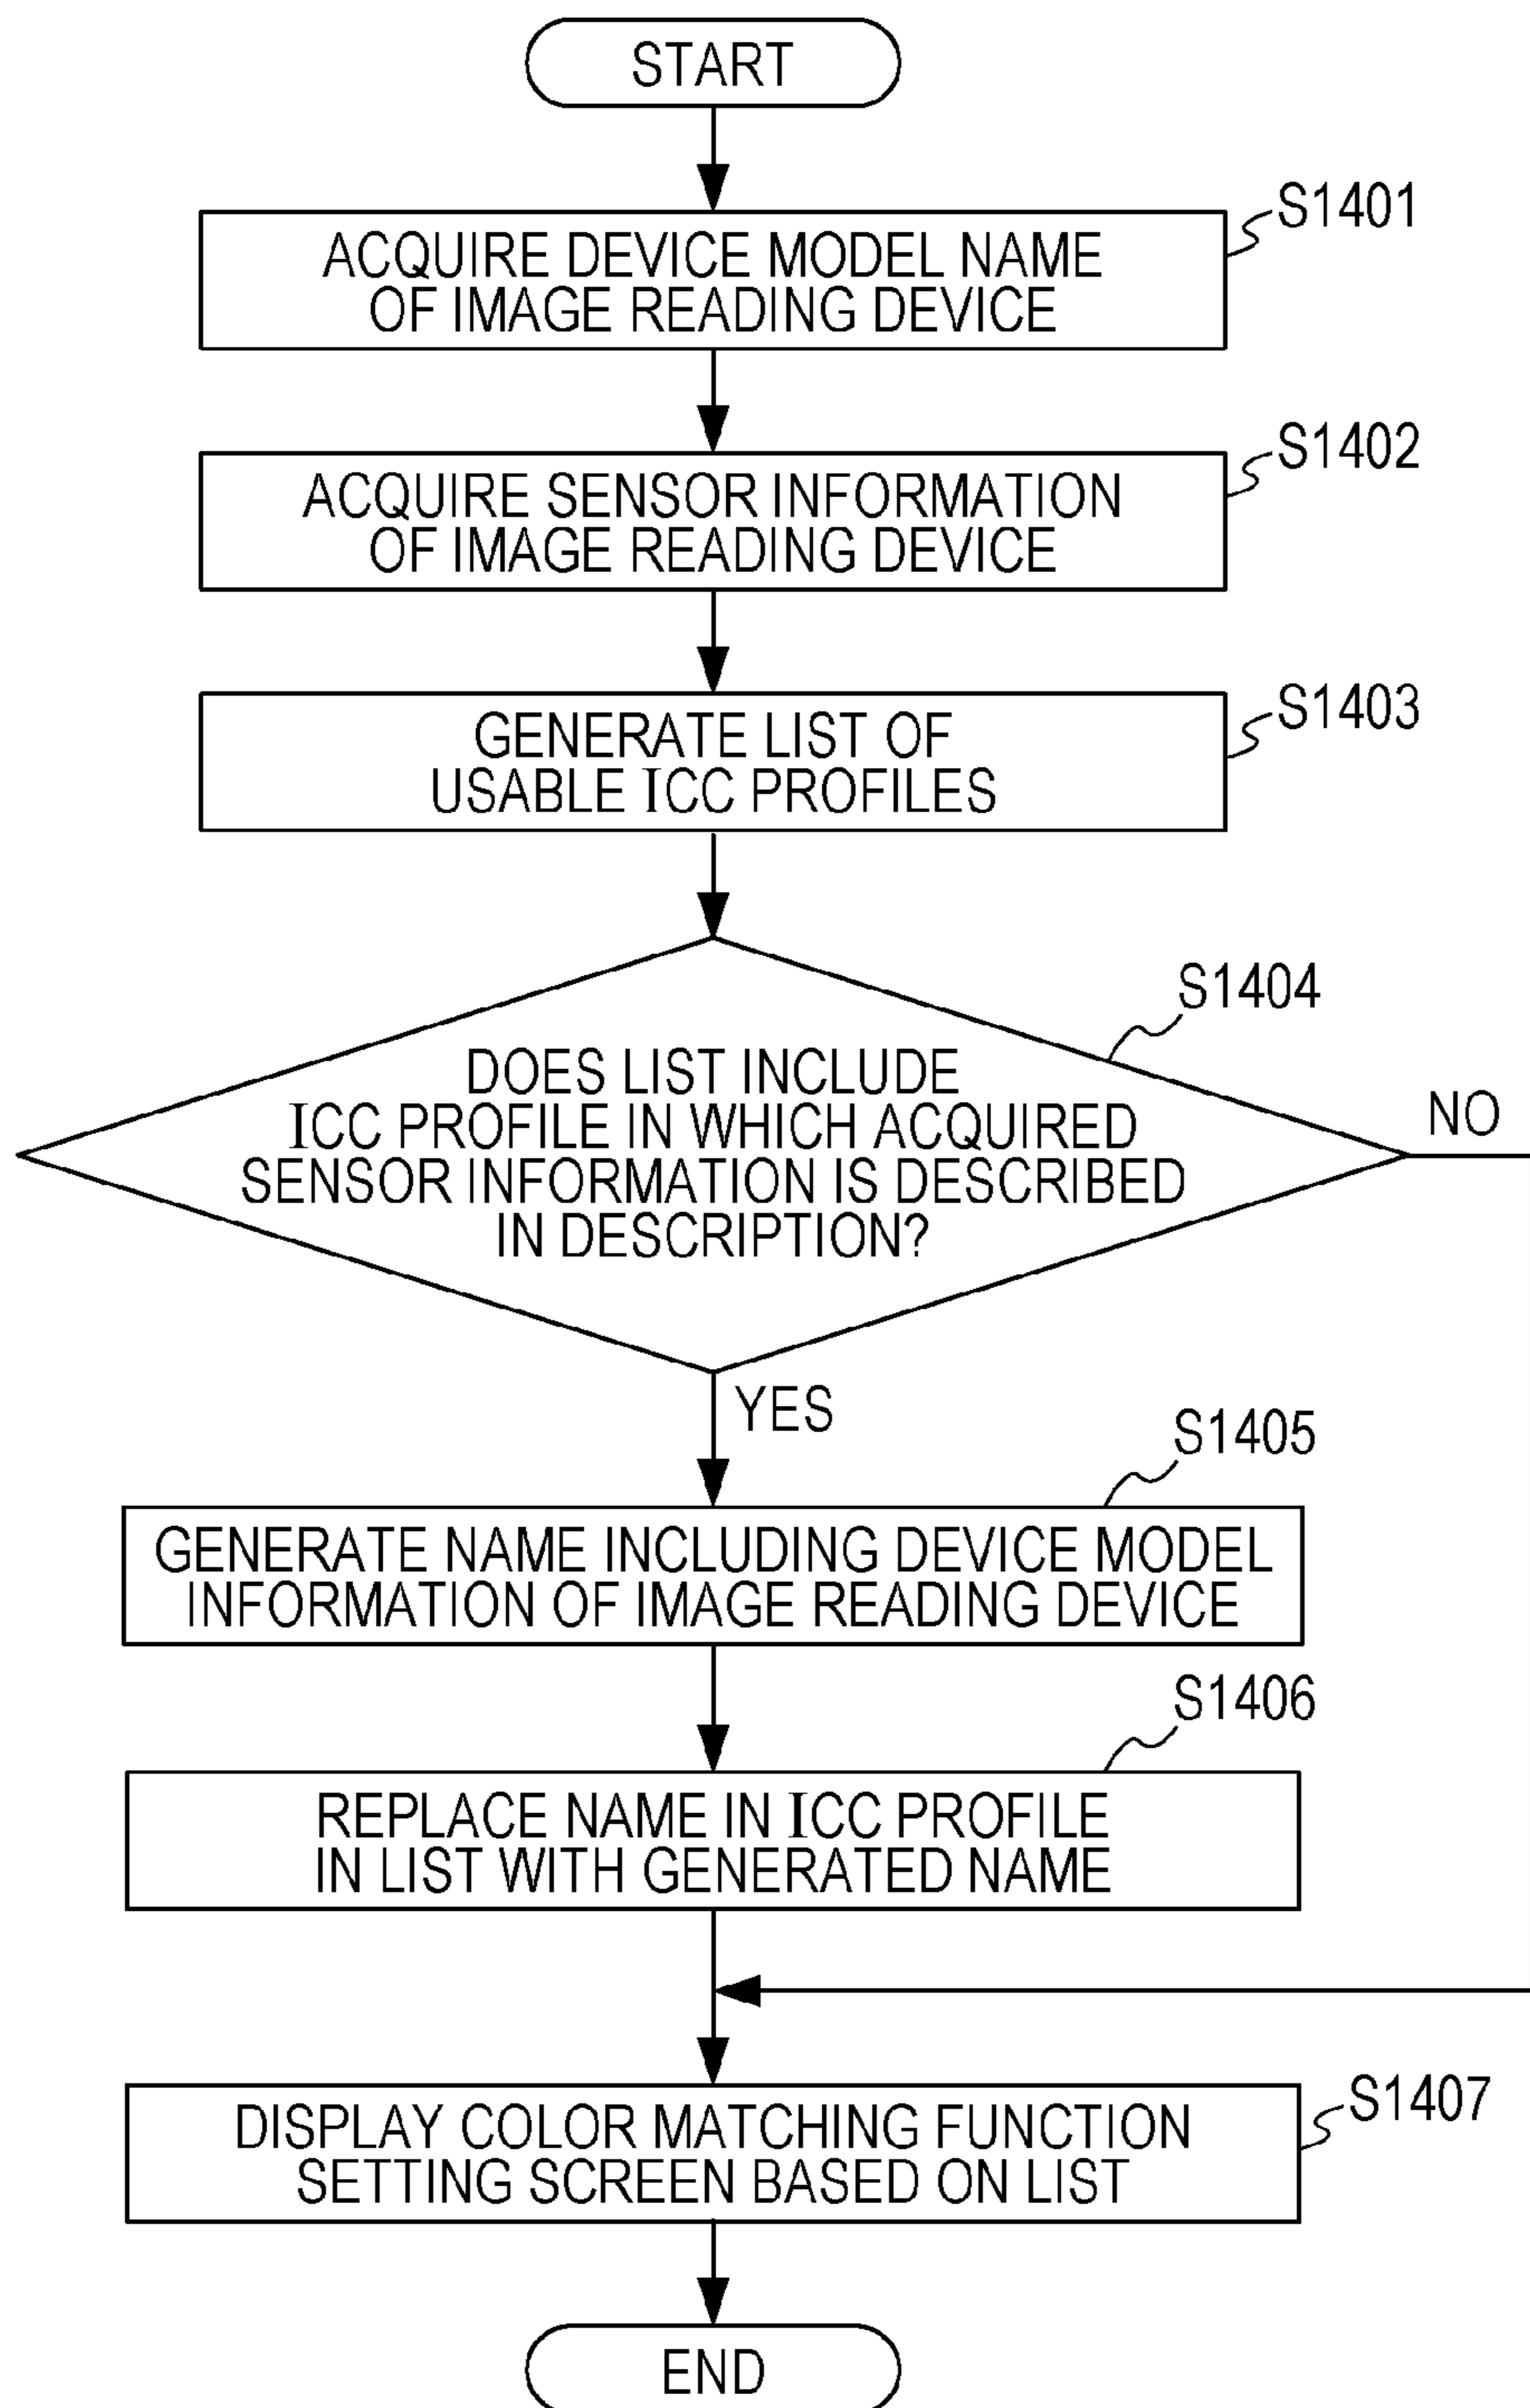 START
S1401
ACQUIRE DEVICE MODEL NAME
OF IMAGE READING DEVICE
S1402
ACQUIRE SENSOR INFORMATION
OF IMAGE READING DEVICE
S1403
GENERATE LIST OF
USABLE ICC PROFILES
S1404
DOES LIST INCLUDE
ICC PROFILE IN WHICH ACQUIRED
SENSOR INFORMATION IS DESCRIBED
IN DESCRIPTION?
NO
YES
S1405
GENERATE NAME INCLUDING DEVICE MODEL
INFORMATION OF IMAGE READING DEVICE
S1406
REPLACE NAME IN ICC PROFILE
IN LIST WITH GENERATED NAME
S1407
DISPLAY COLOR MATCHING FUNCTION
SETTING SCREEN BASED ON LIST
END